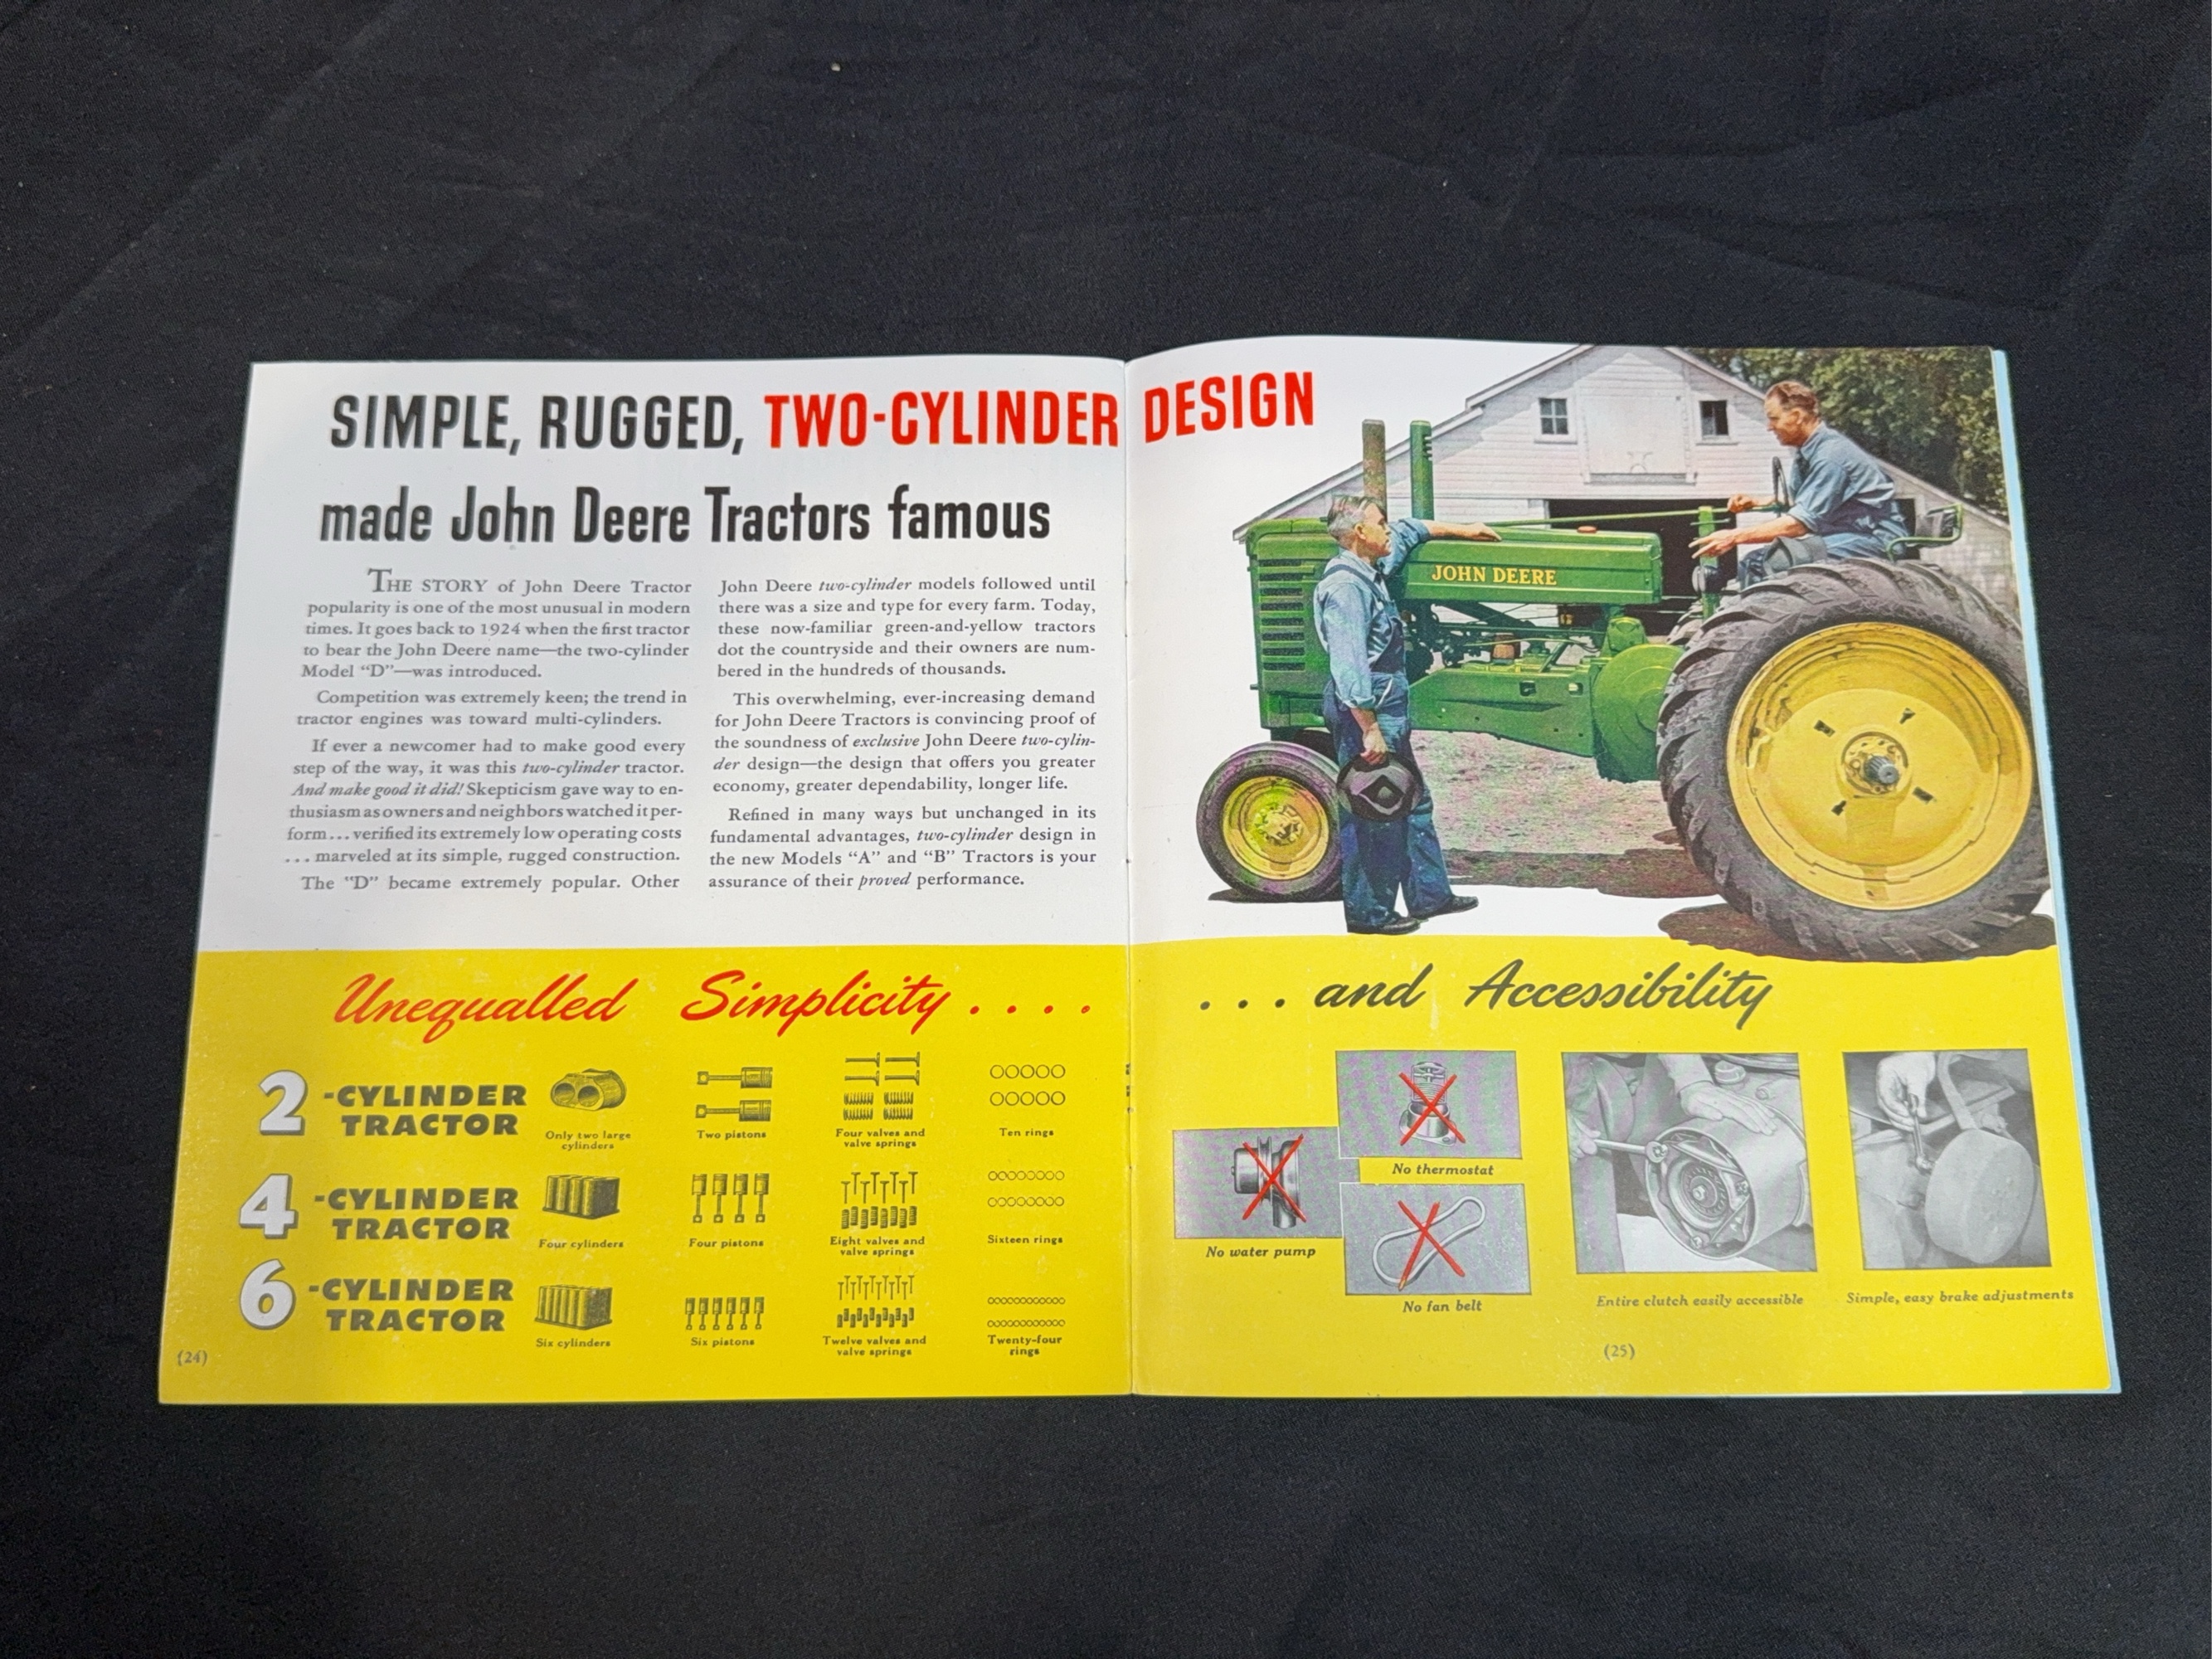 SIMPLE, RUGGED, TWO-CYLINDER DESIGN
made John Deere Tractors famous
THE STORY of John Deere Tractor
popularity is one of the most unusual in modern
times. It goes back to 1924 when the first tractor
to bear the John Deere name—the two-cylinder
Model "D"—was introduced.
Competition was extremely keen; the trend in
tractor engines was toward multi-cylinders.
If ever a newcomer had to make good every
step of the way, it was this two-cylinder tractor.
And make good it did! Skepticism gave way to en-
thusiasm as owners and neighbors watched it per-
form... verified its extremely low operating costs
... marveled at its simple, rugged construction.
The "D" became extremely popular. Other
John Deere two-cylinder models followed until
there was a size and type for every farm. Today,
these now-familiar green-and-yellow tractors
dot the countryside and their owners are num-
bered in the hundreds of thousands.
This overwhelming, ever-increasing demand
for John Deere Tractors is convincing proof of
the soundness of exclusive John Deere two-cylin-
der design—the design that offers you greater
economy, greater dependability, longer life.
Refined in many ways but unchanged in its
fundamental advantages, two-cylinder design in
the new Models "A" and "B" Tractors is your
assurance of their proved performance.
JOHN DEERE
Unequalled Simplicity....
2-CYLINDER
TRACTOR
Only two large
cylinders
Two pistons
Four valves and
valve springs
Ten rings
4-CYLINDER
TRACTOR
Four cylinders
Four pistons
Eight valves and
valve springs
Sixteen rings
6-CYLINDER
TRACTOR
Six cylinders
Six pistons
Twelve valves and
valve springs
Twenty-four
rings
(24)
...and Accessibility
No water pump
No thermostat
No fan belt
Entire clutch easily accessible
Simple, easy brake adjustments
(25)